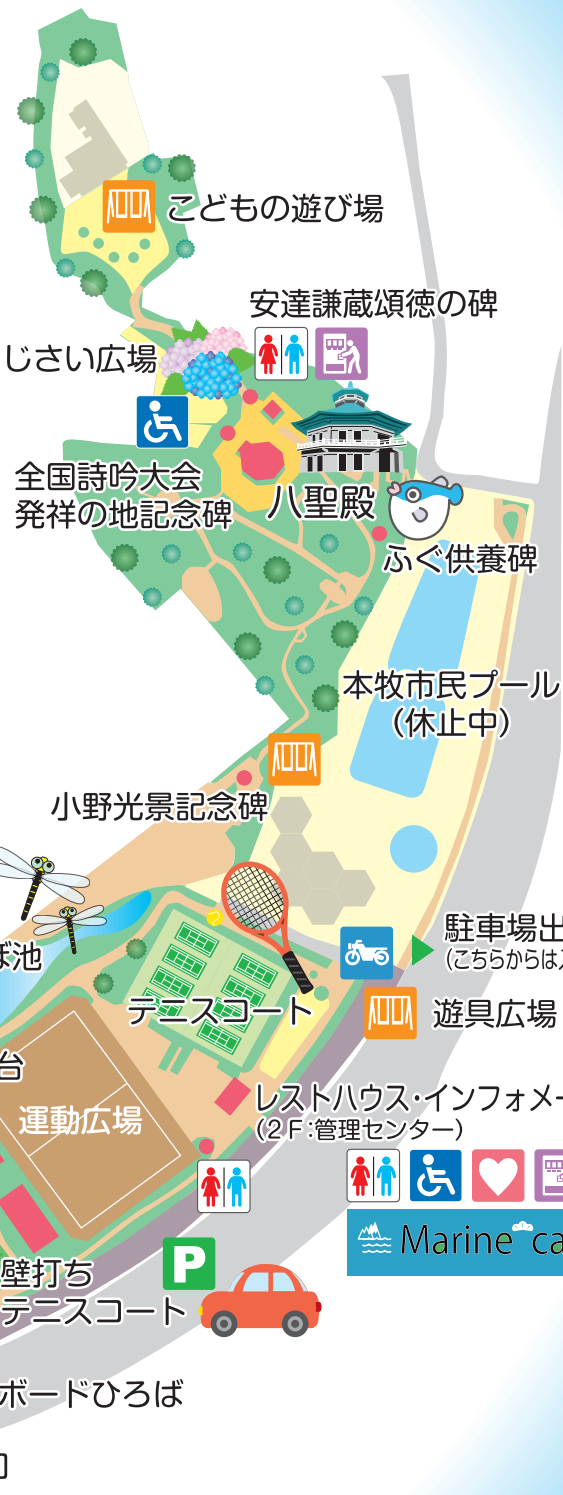 こどもの遊び場
安達謙蔵頌徳の碑
じさい広場
全国詩吟大会
発祥の地記念碑
八聖殿
ふぐ供養碑
本牧市民プール
(休止中)
小野光景記念碑
ば池
駐車場出
(こちらからは
テニスコート
遊具広場
台
運動広場
レストハウス・インフォメー
(2F:管理センター)
Marine ca
P
壁打ち
テニスコート
ボードひろば